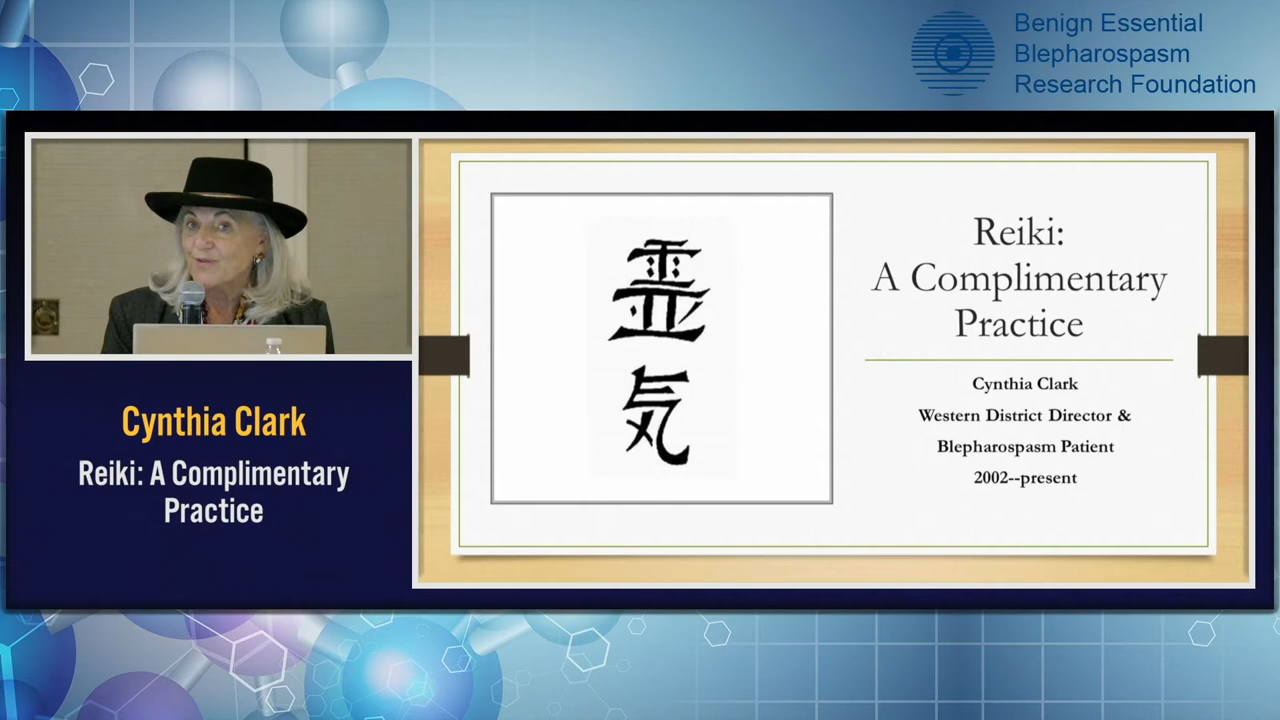 Benign Essential
Blepharospasm
Research Foundation
Cynthia Clark
Reiki: A Complimentary
Practice
霊
気
Reiki:
A Complimentary
Practice
Cynthia Clark
Western District Director &
Blepharospasm Patient
2002--present